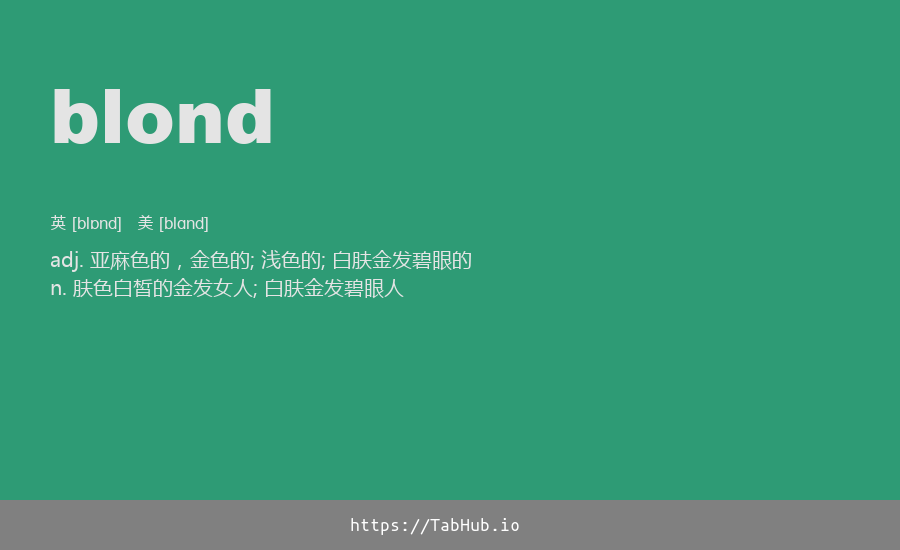 blond
英 [blɒnd] 美 [blɑnd]
adj. 亚麻色的，金色的; 浅色的; 白肤金发碧眼的
n. 肤色白皙的金发女人; 白肤金发碧眼人
https://TabHub.io